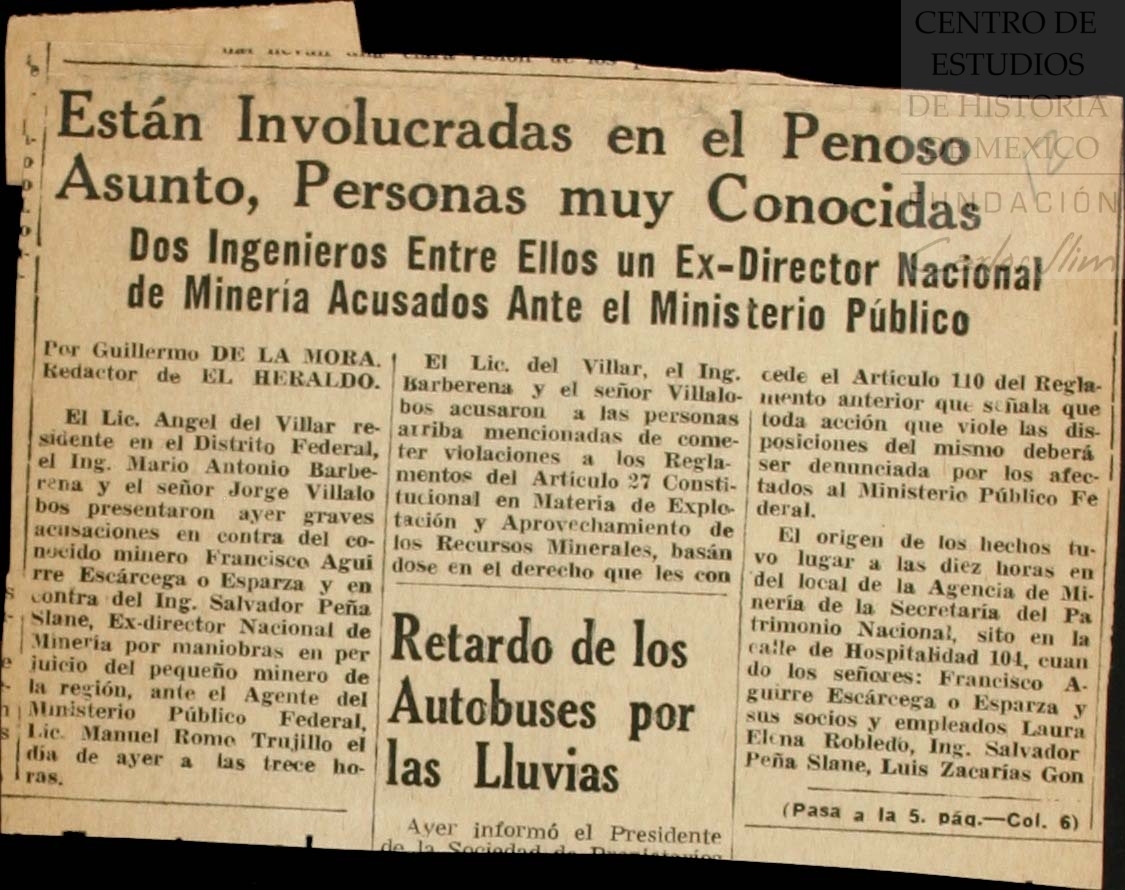 CENTRO DE
ESTUDIOS
DE HISTORIA
DE MEXICO
FUNDACIÓN
Carlos Slim
Están Involucradas en el Penoso
Asunto, Personas muy Conocidas
Dos Ingenieros Entre Ellos un Ex-Director Nacional
de Minería Acusados Ante el Ministerio Público
Por Guillermo DE LA MORA.
Redactor de EL HERALDO.
El Lic. Angel del Villar re-
sidente en el Distrito Federal,
el Ing. Mario Antonio Barbe-
rena y el señor Jorge Villalo
bos presentaron ayer graves
acusaciones en contra del co-
nocido minero Francisco Agui
rre Escárcega o Esparza y en
contra del Ing. Salvador Peña
Slane, Ex-director Nacional de
Minería por maniobras en per
juicio del pequeño minero de
la región, ante el Agente del
Ministerio Público Federal,
Lic. Manuel Romo Trujillo el
día de ayer a las trece ho-
ras.
El Lic. del Villar, el Ing.
Barberena y el señor Villalo-
bos acusaron a las personas
arriba mencionadas de come-
ter violaciones a los Regla-
mentos del Artículo 27 Consti-
tucional en Materia de Explo-
tación y Aprovechamiento de
los Recursos Minerales, basán
dose en el derecho que les con
cede el Artículo 110 del Regla-
mento anterior que señala que
toda acción que viole las dis-
posiciones del mismo deberá
ser denunciada por los afec-
tados al Ministerio Público Fe
deral.
El origen de los hechos tu-
vo lugar a las diez horas en
del local de la Agencia de Mi-
nería de la Secretaría del Pa
trimonio Nacional, sito en la
calle de Hospitalidad 104, cuan
do los señores: Francisco A-
guirre Escárcega o Esparza y
sus socios y empleados Laura
Elena Robledo, Ing. Salvador
Peña Slane, Luis Zacarías Gon
(Pasa a la 5. pág.—Col. 6)
Retardo de los
Autobuses por
las Lluvias
Ayer informó el Presidente
de la Sociedad de